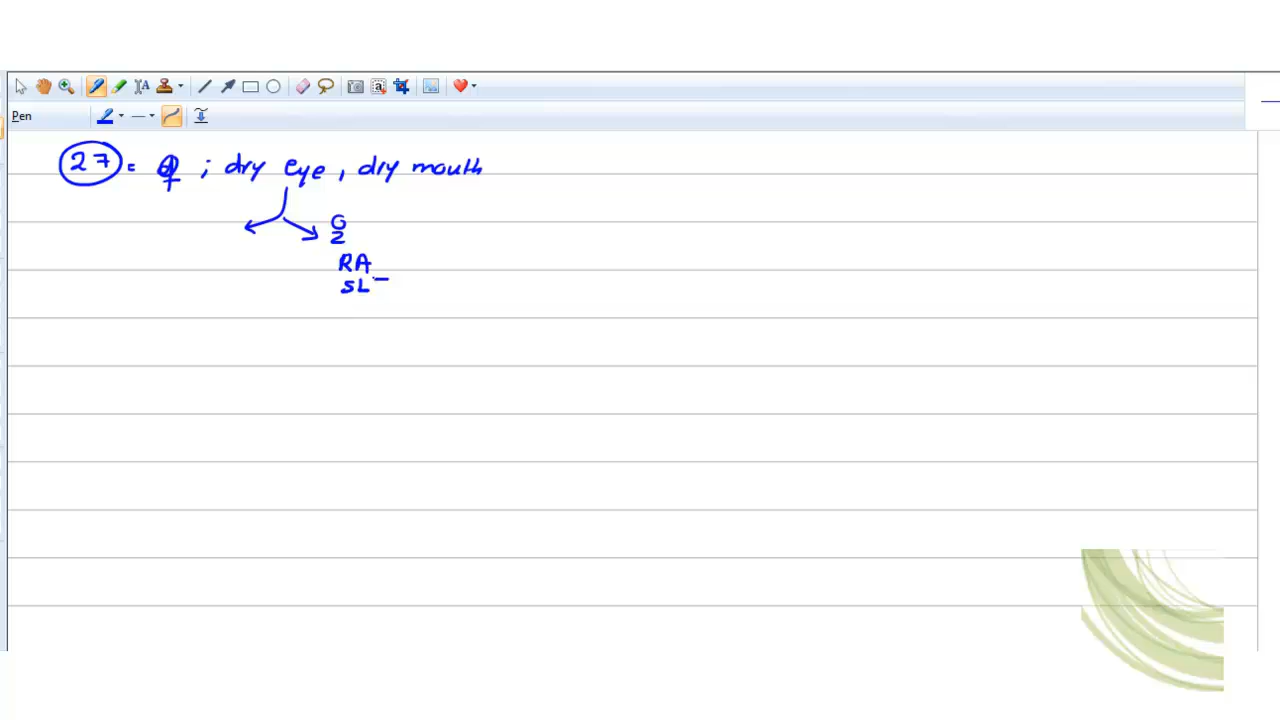 Pen
27 = ♀ ; dry eye, dry mouth
2
RA
SL